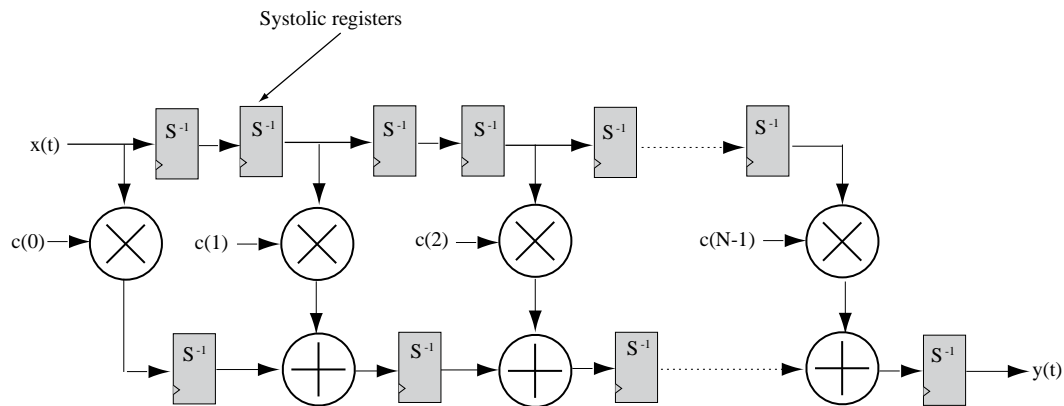 Systolic registers
x(t) S⁻¹ S⁻¹ S⁻¹ S⁻¹ S⁻¹ S⁻¹
c(0) c(1) c(2) c(N-1)
S⁻¹ S⁻¹ S⁻¹ S⁻¹ y(t)